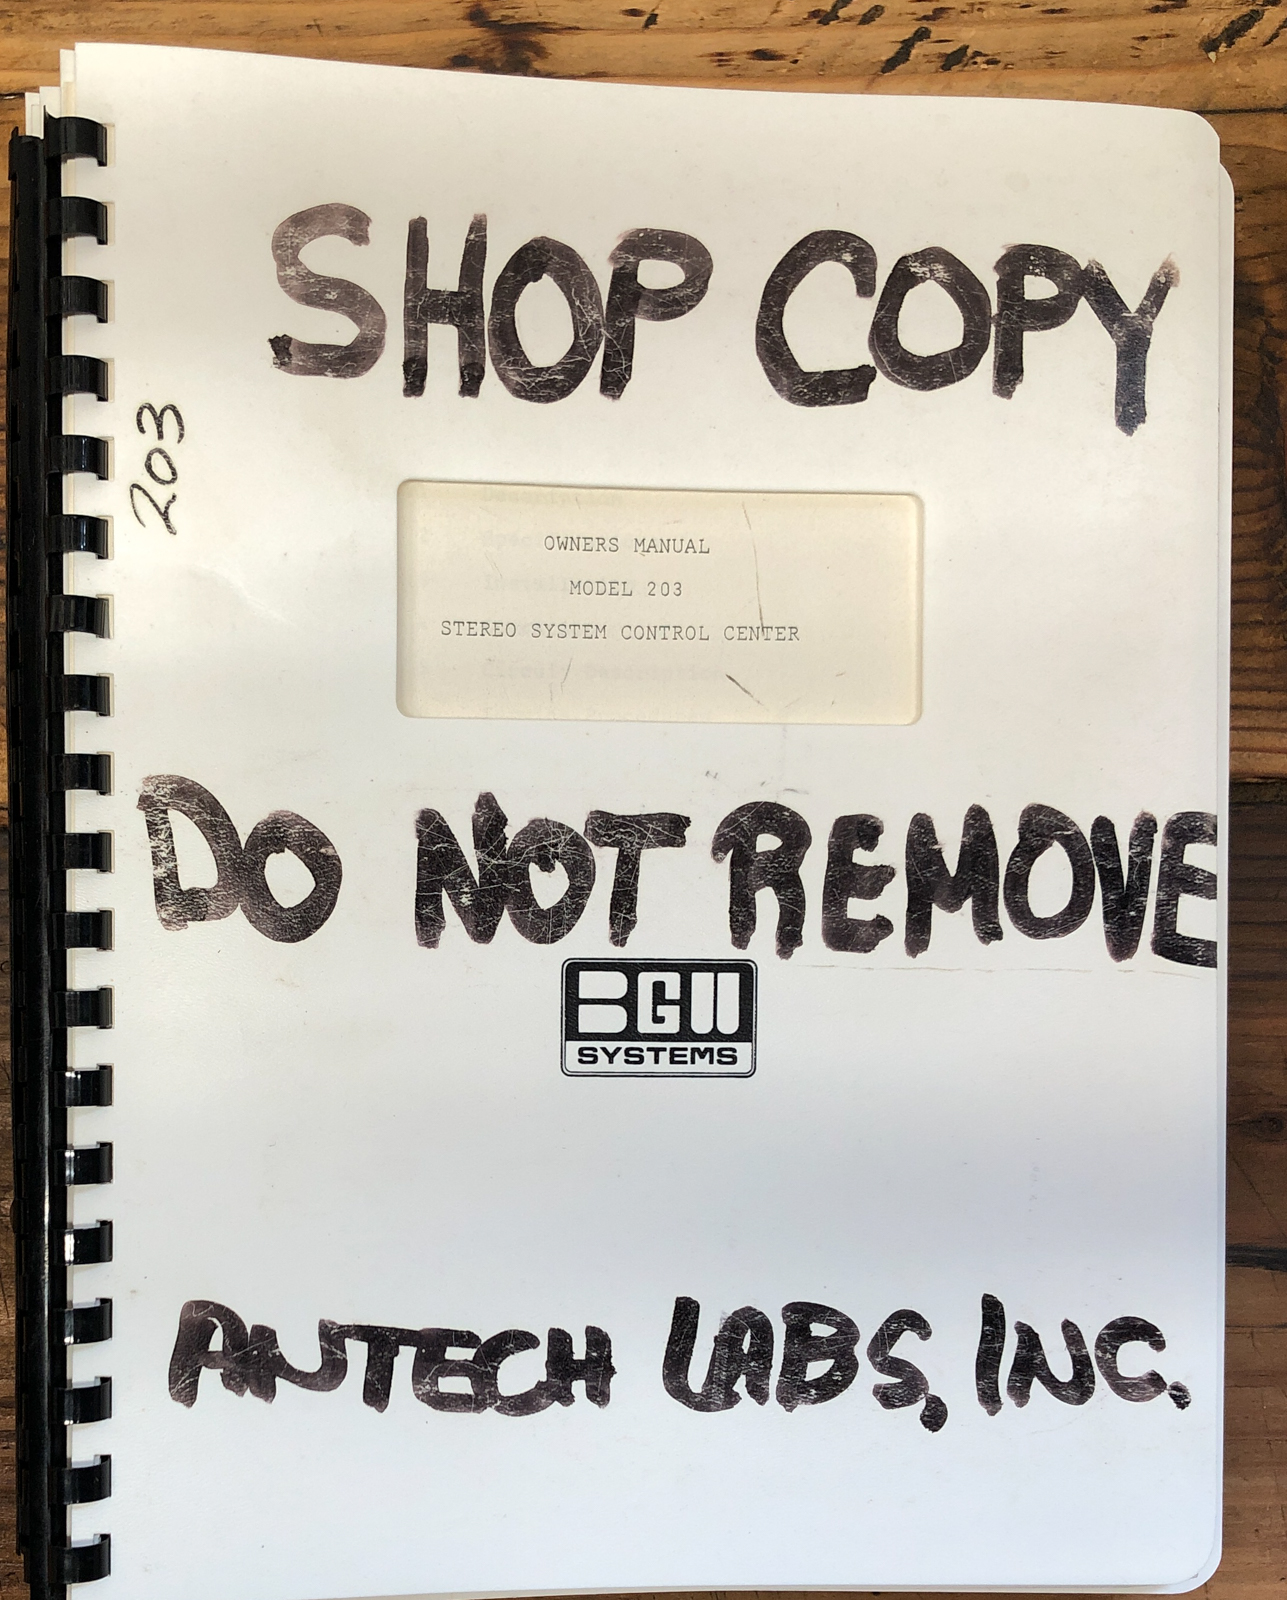 SHOP COPY
203
OWNERS MANUAL
MODEL 203
STEREO SYSTEM CONTROL CENTER
DO NOT REMOVE
BGW
SYSTEMS
ANTECH LABS, INC.